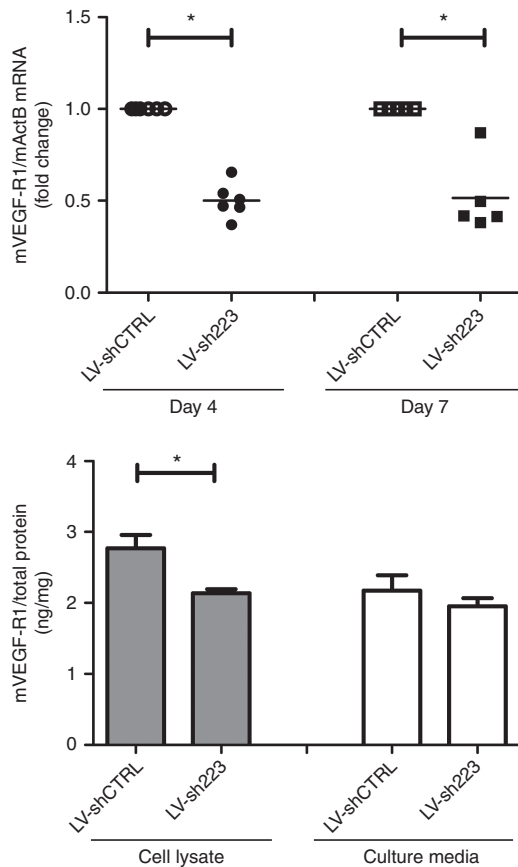 mVEGF-R1/mActB mRNA
(fold change)
1.5
1.0
0.5
0.0
*
*
LV-shCTRL
LV-sh223
LV-shCTRL
LV-sh223
Day 4
Day 7
mVEGF-R1/total protein
(ng/mg)
4
3
2
1
0
*
LV-shCTRL
LV-sh223
LV-shCTRL
LV-sh223
Cell lysate
Culture media